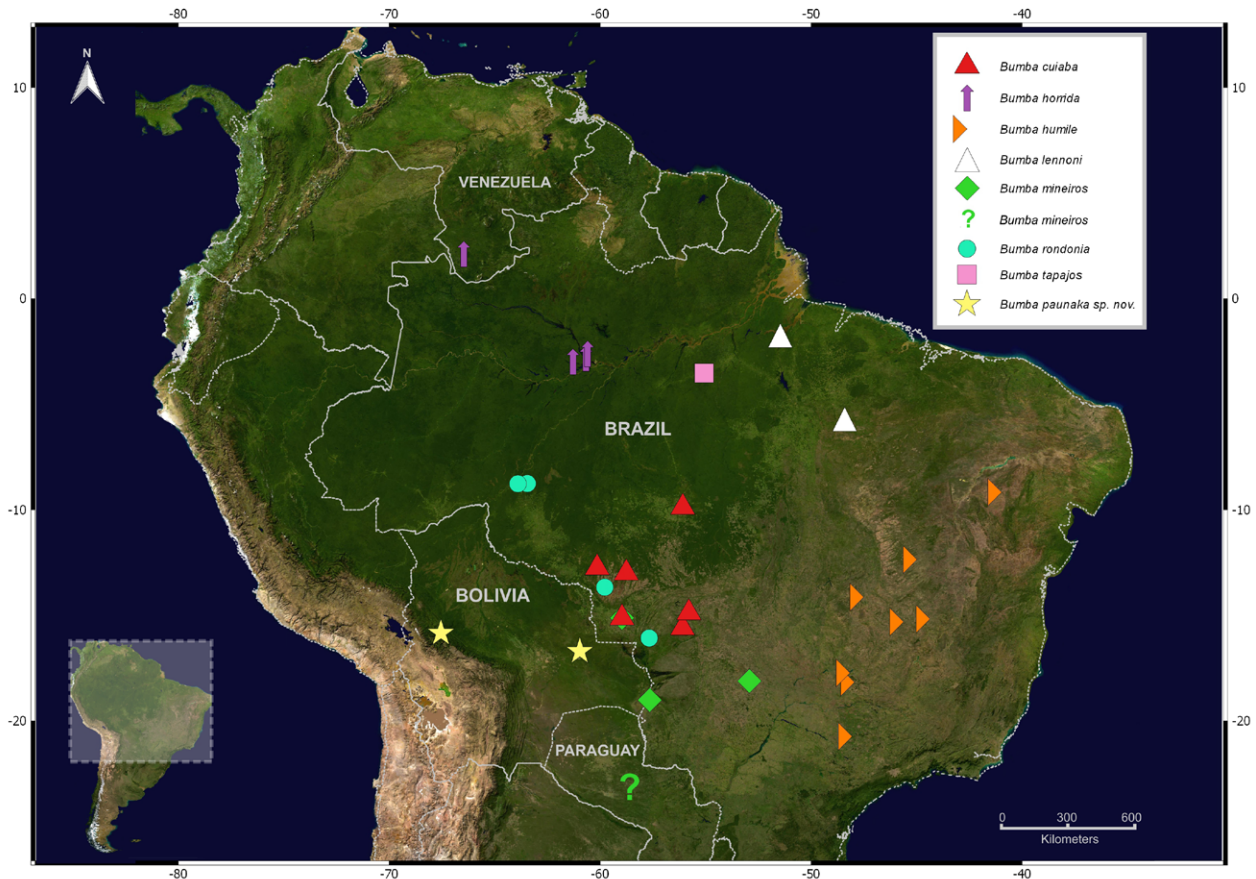 -80 -70 -60 -50 -40
N
10 10
Bumba cuiaba
Bumba horrida
Bumba humile
Bumba lennoni
Bumba mineiros
? Bumba mineiros
Bumba rondonia
Bumba tapajos
Bumba paunaka sp. nov.
VENEZUELA
0 0
BRAZIL
-10 -10
BOLIVIA
-20 -20
PARAGUAY
?
0 300 600
Kilometers
-80 -70 -60 -50 -40